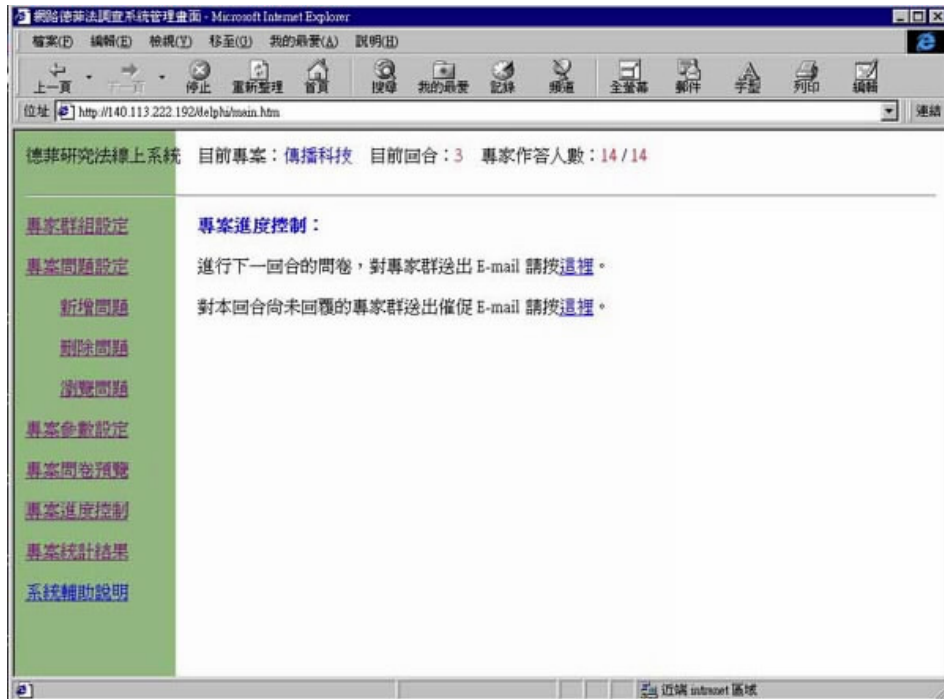 網路德菲法調查系統管理畫面 - Microsoft Internet Explorer
檔案(F) 編輯(E) 檢視(V) 移至(G) 我的最愛(A) 說明(H)
上一頁 下一頁 停止 重新整理 首頁 搜尋 我的最愛 記錄 頻道 全螢幕 郵件 字型 列印 編輯
位址 http://140.113.222.192/delphi/main.htm 連結
德菲研究法線上系統 目前專案：傳播科技 目前回合：3 專家作答人數：14 / 14
專家群組設定
專案問題設定
新增問題
刪除問題
瀏覽問題
專案參數設定
專案問卷預覽
專案進度控制
專案統計結果
系統輔助說明
專案進度控制：
進行下一回合的問卷，對專家群送出 E-mail 請按這裡。
對本回合尚未回覆的專家群送出催促 E-mail 請按這裡。
近端 intranet 區域